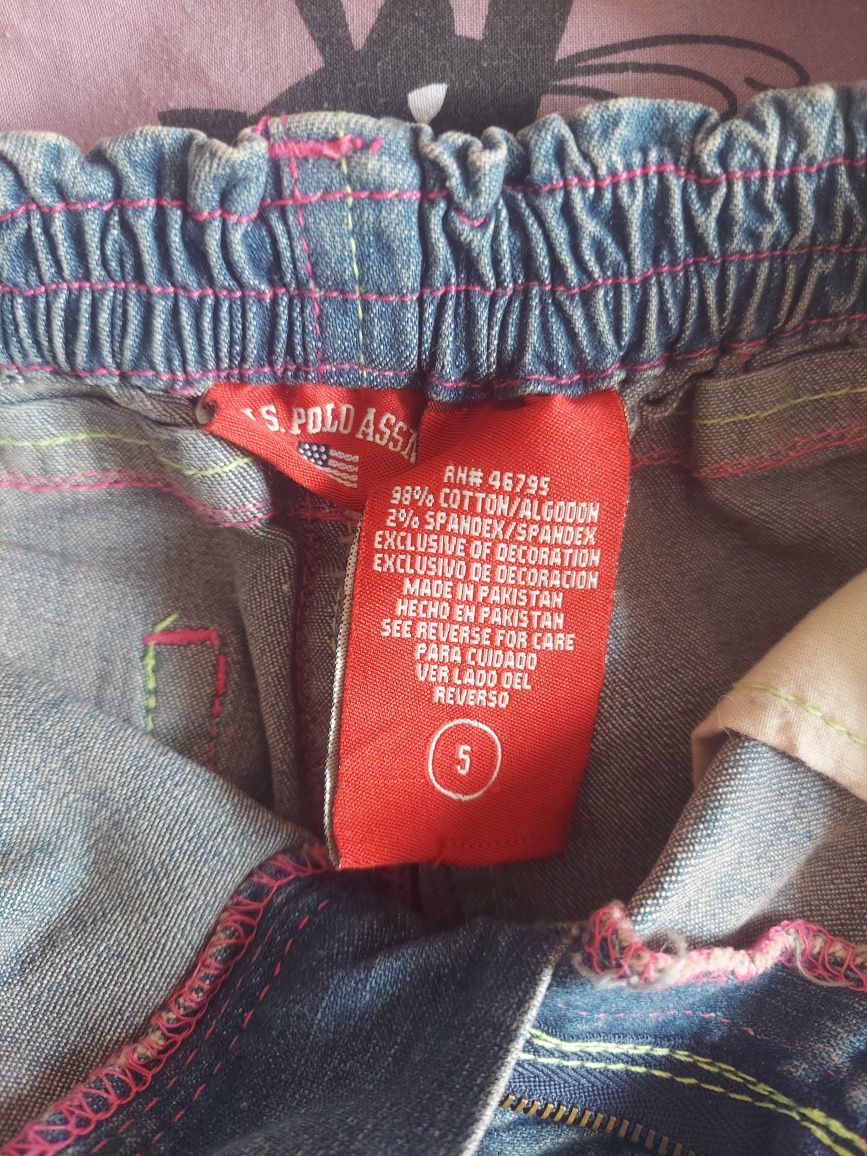 U.S. POLO ASSN
RN# 46795
98% COTTON/ALGODON
2% SPANDEX/SPANDEX
EXCLUSIVE OF DECORATION
EXCLUSIVO DE DECORACION
MADE IN PAKISTAN
HECHO EN PAKISTAN
SEE REVERSE FOR CARE
PARA CUIDADO
VER LADO DEL
REVERSO
5